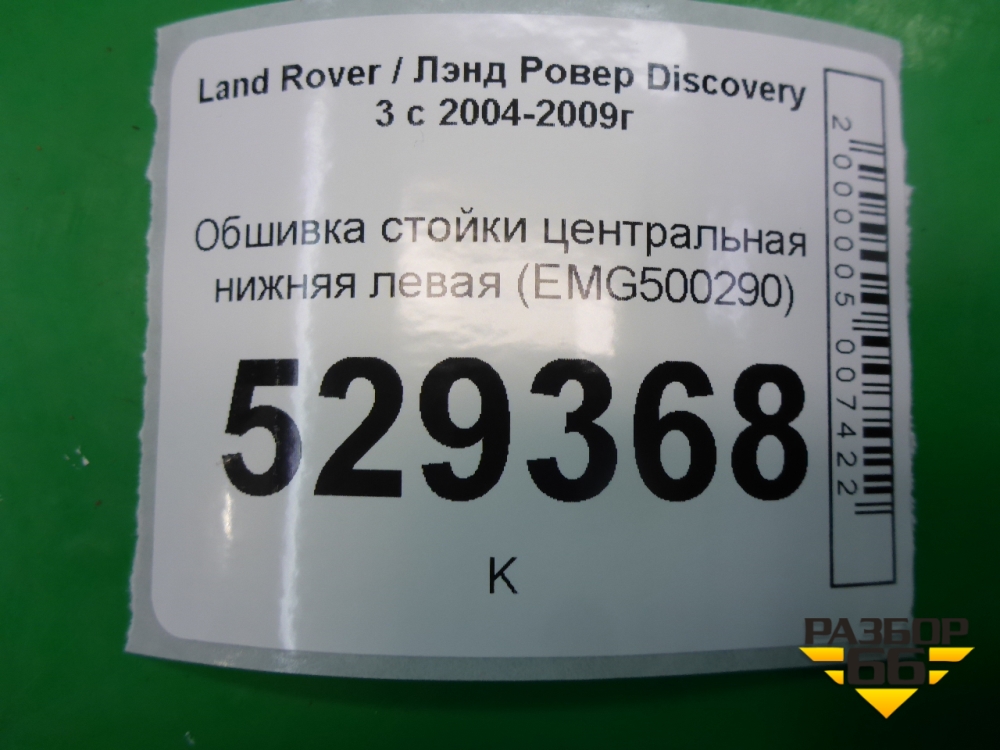 Land Rover / Лэнд Ровер Discovery
3 с 2004-2009г
Обшивка стойки центральная
нижняя левая (EMG500290)
529368
К
2000005007422
РАЗБОР
66